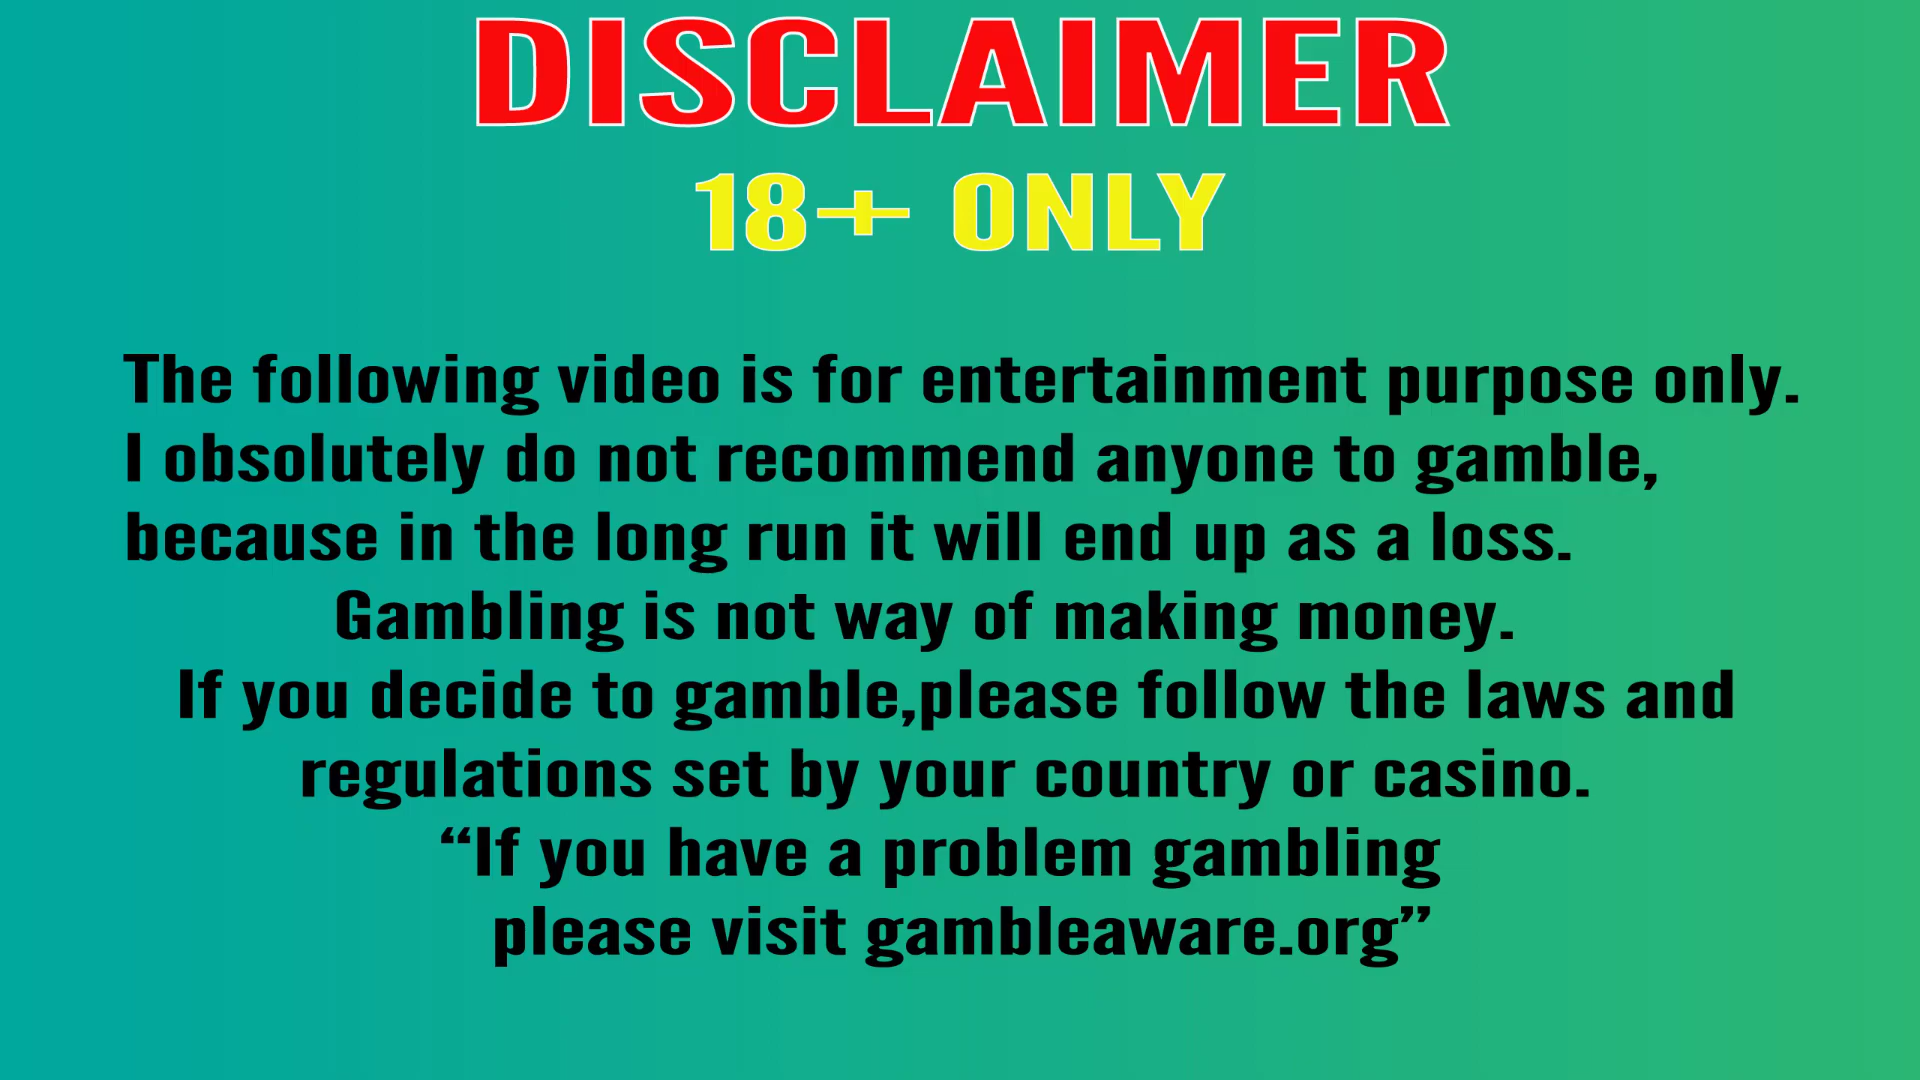 DISCLAIMER
18+ ONLY
The following video is for entertainment purpose only.
I obsolutely do not recommend anyone to gamble,
because in the long run it will end up as a loss.
Gambling is not way of making money.
If you decide to gamble,please follow the laws and
regulations set by your country or casino.
“If you have a problem gambling
please visit gambleaware.org”